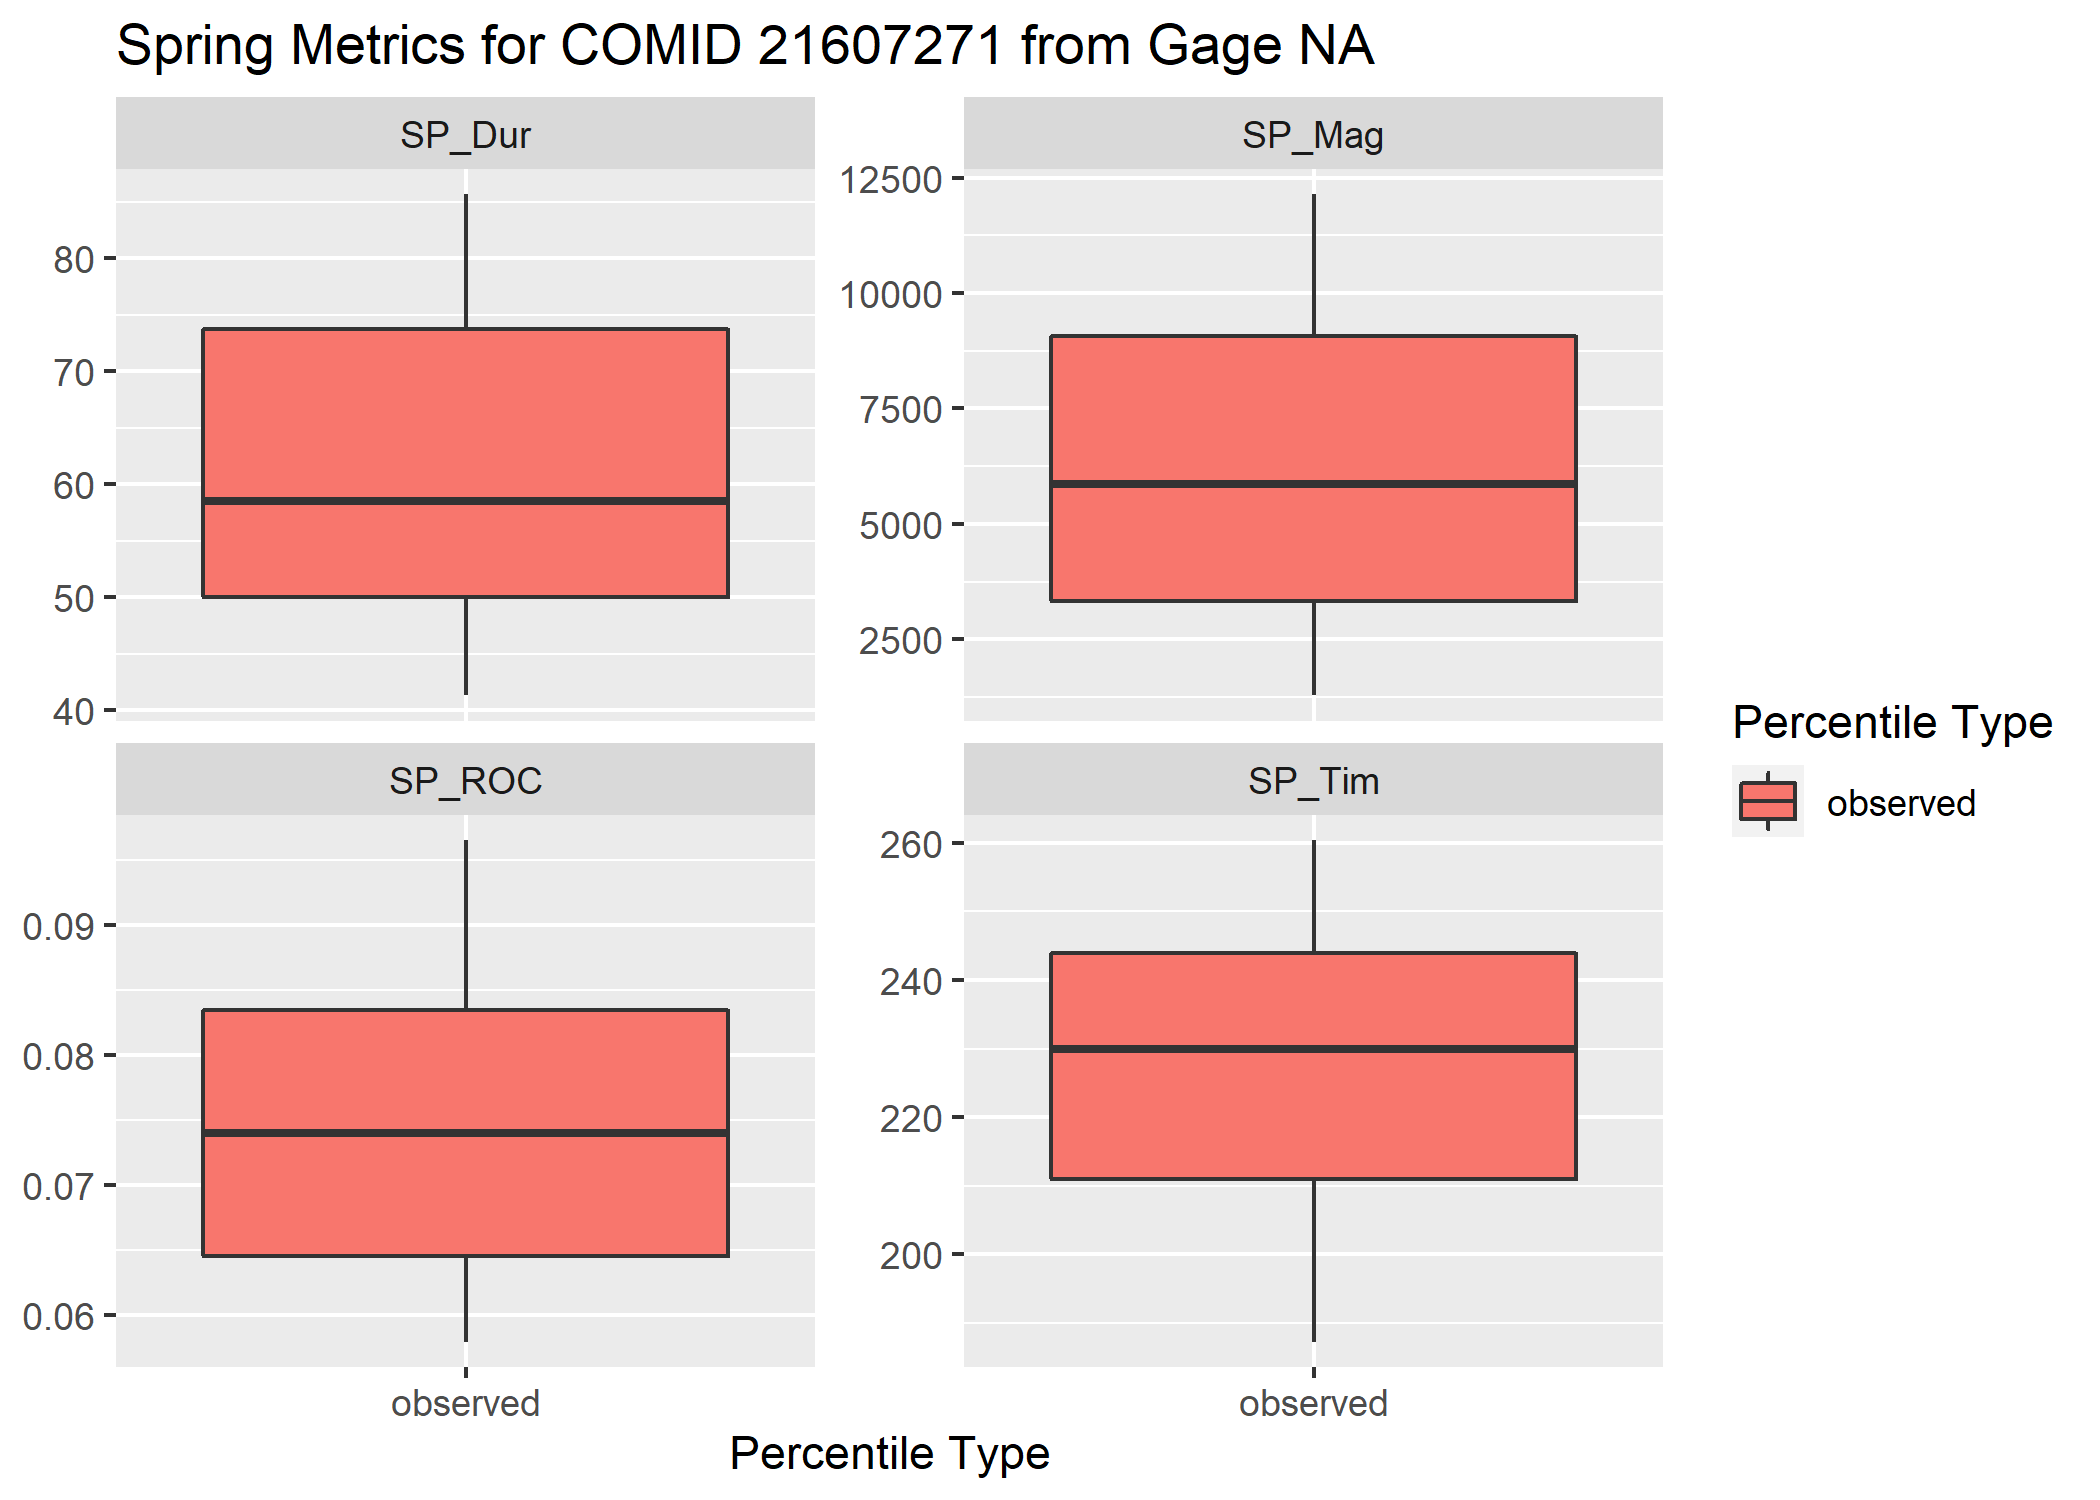 Spring Metrics for COMID 21607271 from Gage NA
SP_Dur
80
70
60
50
40
SP_Mag
12500
10000
7500
5000
2500
SP_ROC
0.09
0.08
0.07
0.06
observed
SP_Tim
260
240
220
200
observed
Percentile Type
Percentile Type
observed